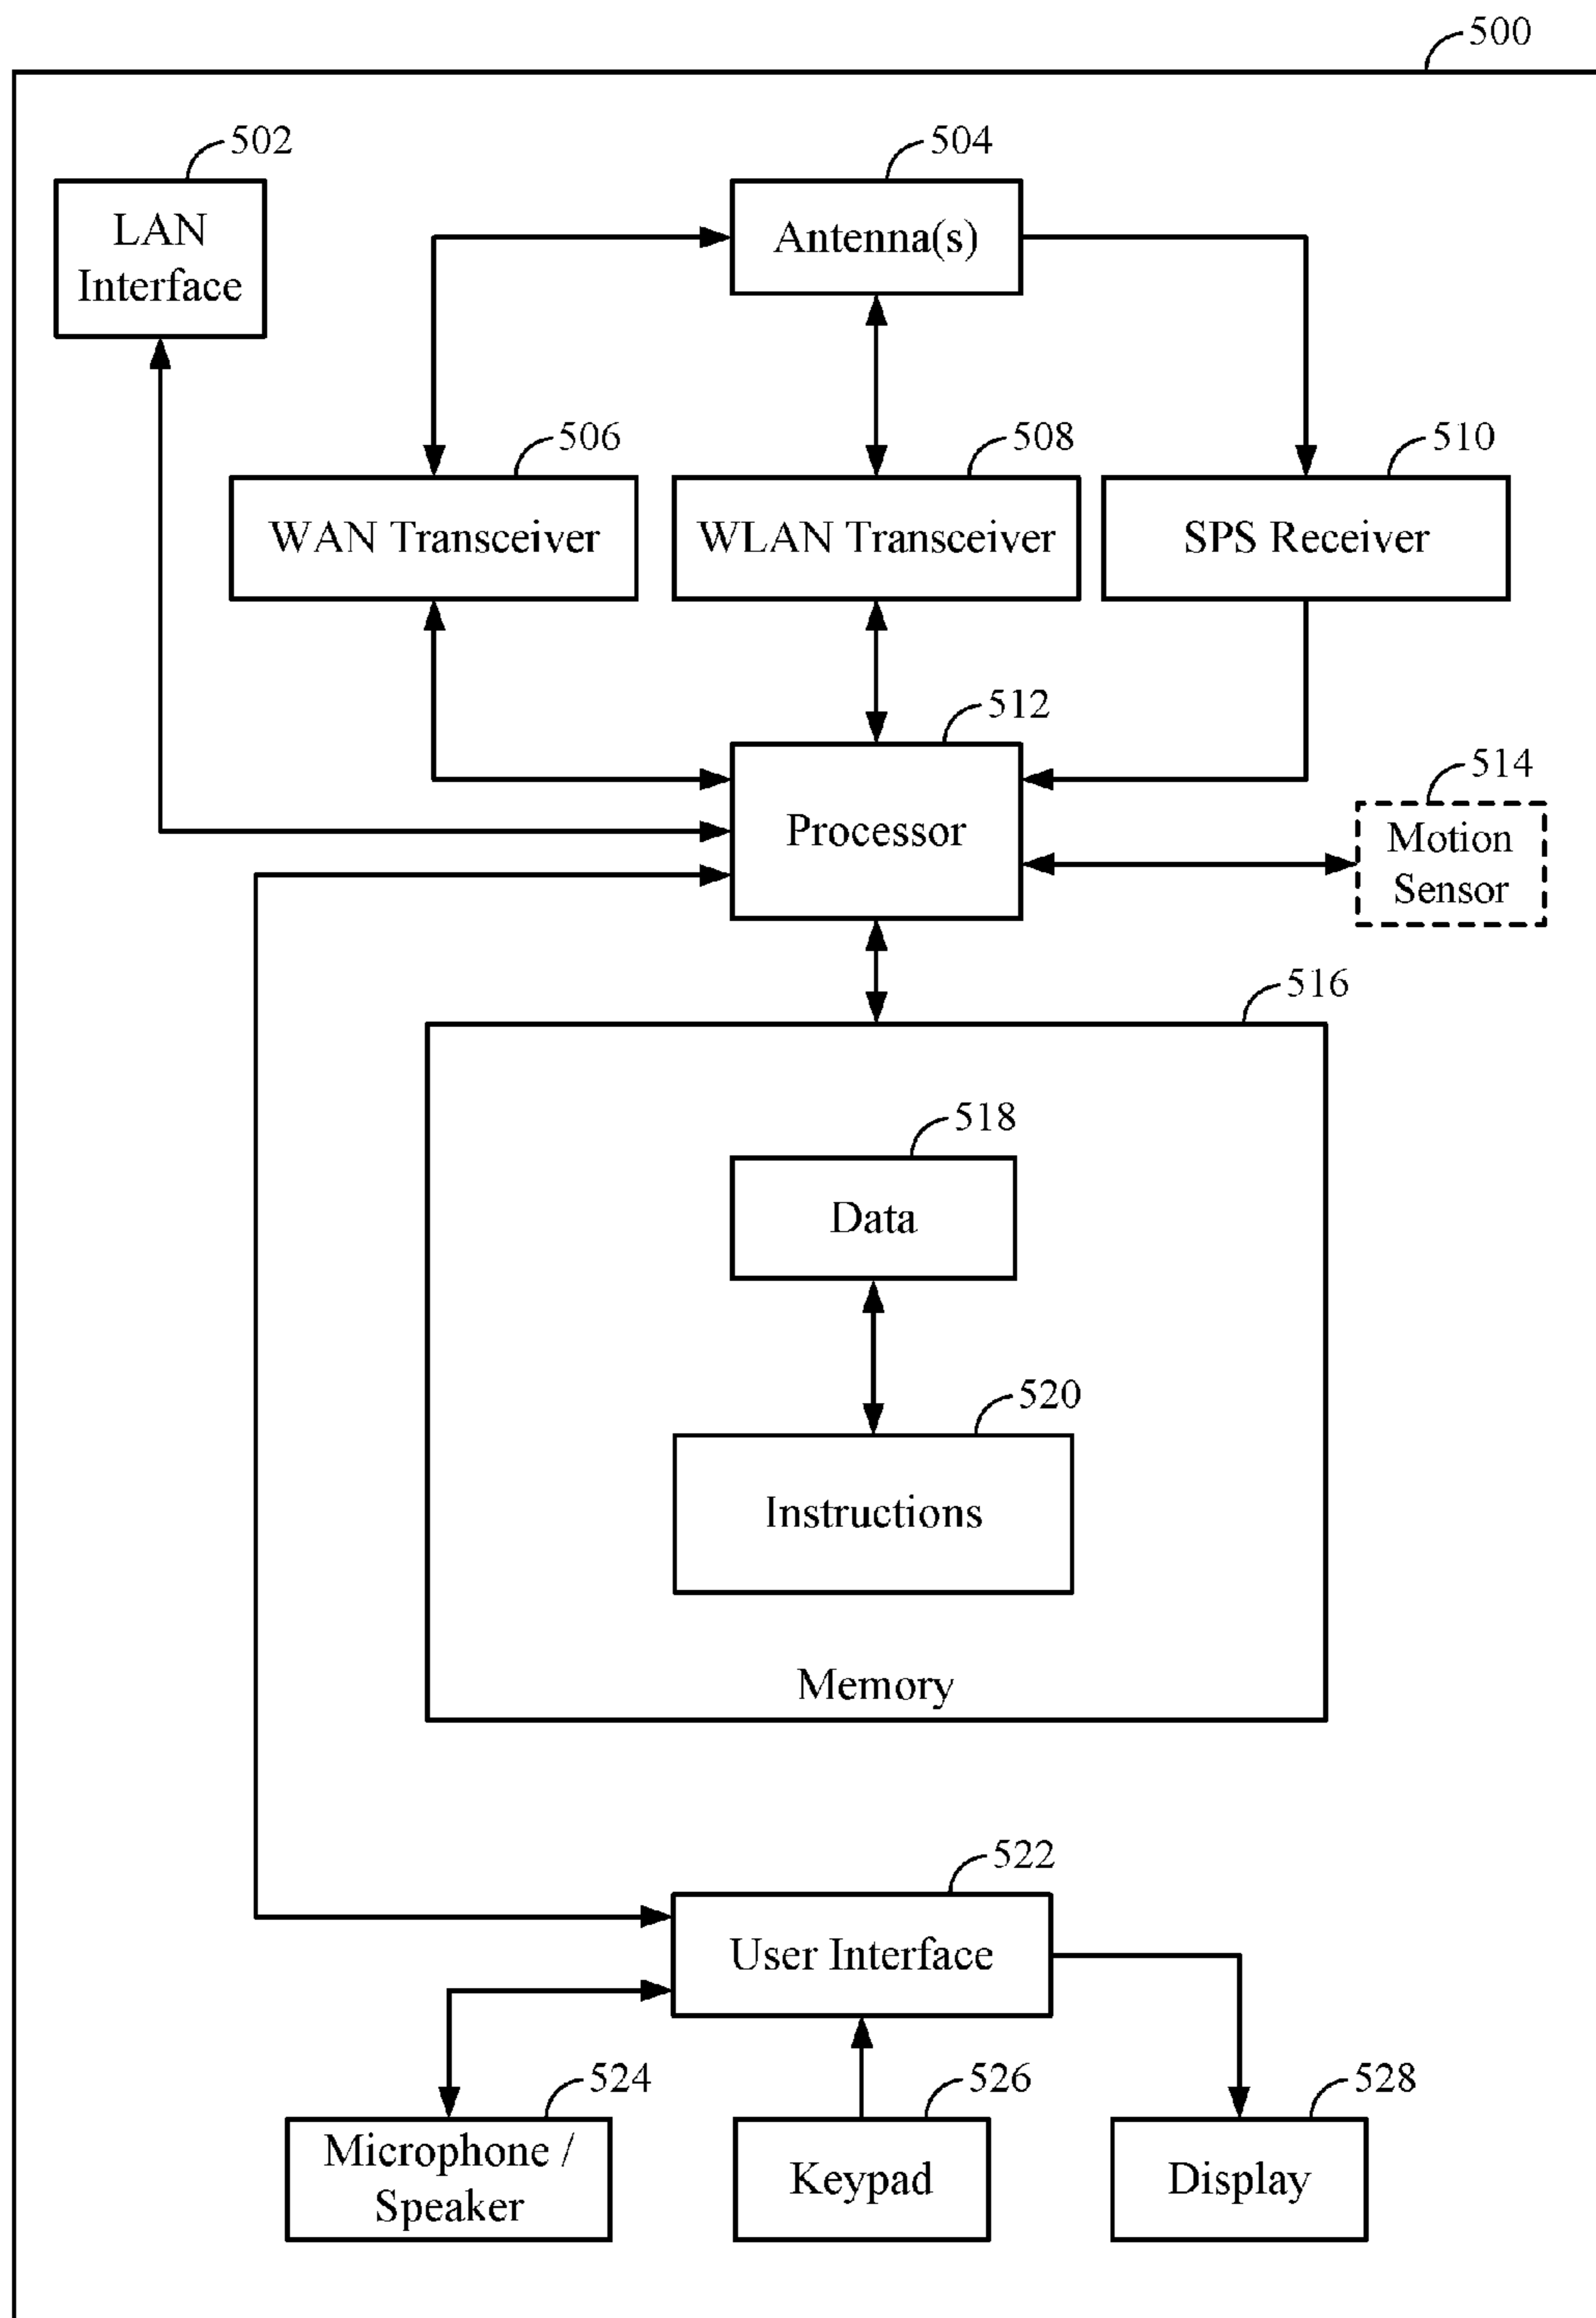 500
502
504
LAN
Interface
Antenna(s)
506
508
510
WAN Transceiver
WLAN Transceiver
SPS Receiver
512
514
Processor
Motion
Sensor
516
518
Data
520
Instructions
Memory
522
User Interface
524
526
528
Microphone /
Speaker
Keypad
Display